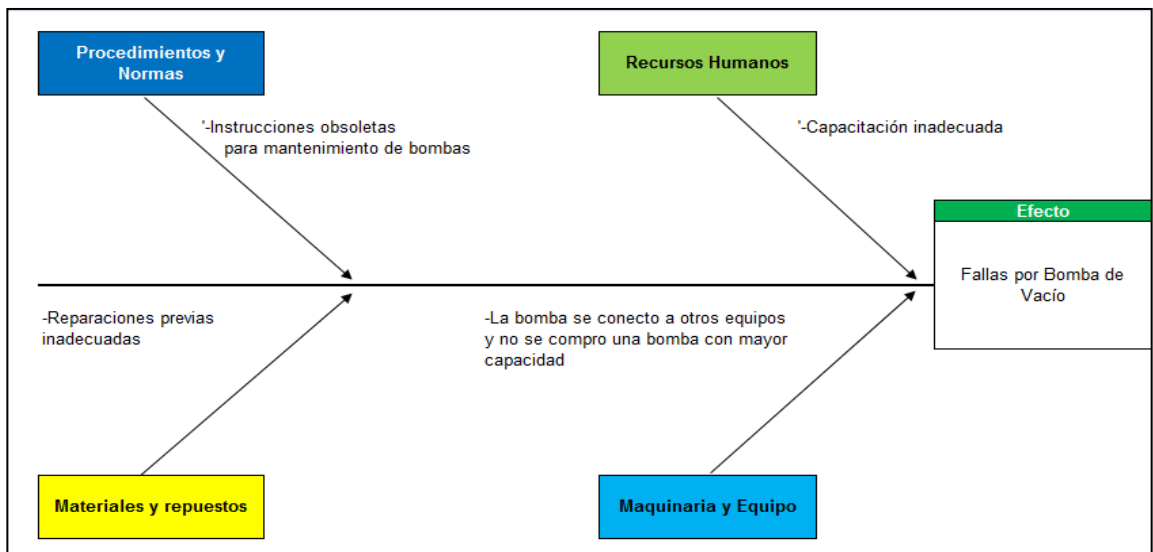 Procedimientos y
Normas
Recursos Humanos
'-Instrucciones obsoletas
para mantenimiento de bombas
'-Capacitación inadecuada
Efecto
Fallas por Bomba de
Vacío
-Reparaciones previas
inadecuadas
-La bomba se conecto a otros equipos
y no se compro una bomba con mayor
capacidad
Materiales y repuestos
Maquinaria y Equipo